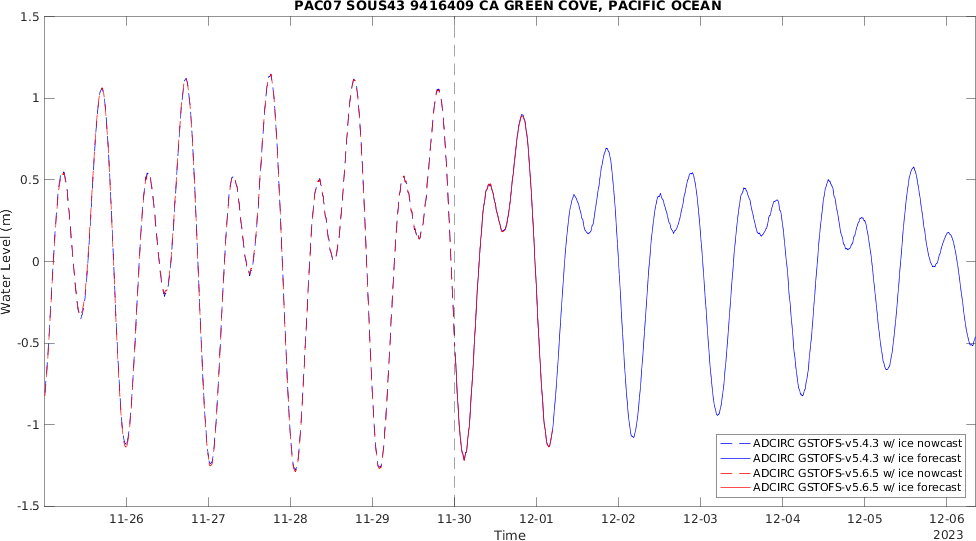 PAC07 SOUS43 9416409 CA GREEN COVE, PACIFIC OCEAN
1.5
1
0.5
0
-0.5
-1
-1.5
Water Level (m)
11-26
11-27
11-28
11-29
11-30
12-01
12-02
12-03
12-04
12-05
12-06
2023
Time
ADCIRC GSTOFS-v5.4.3 w/ ice nowcast
ADCIRC GSTOFS-v5.4.3 w/ ice forecast
ADCIRC GSTOFS-v5.6.5 w/ ice nowcast
ADCIRC GSTOFS-v5.6.5 w/ ice forecast